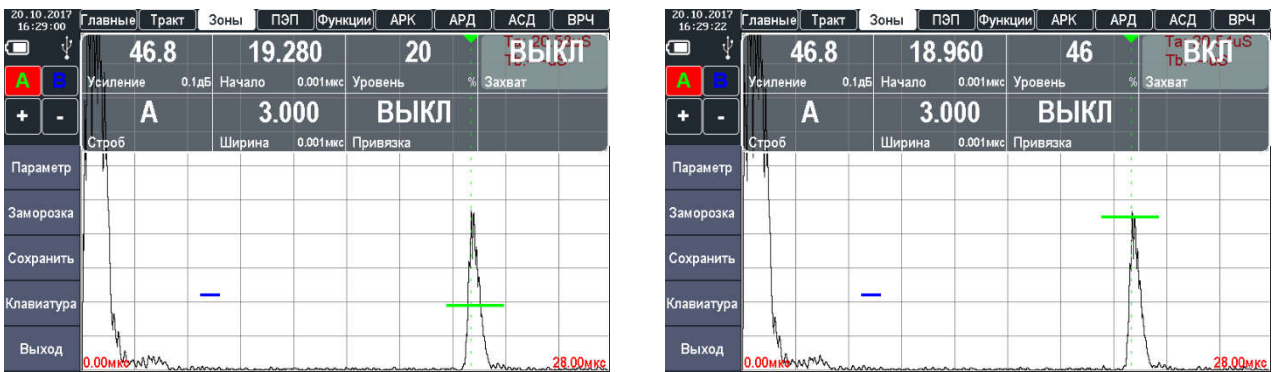 20.10.2017
16:29:00
Главные Тракт Зоны ПЭП Функции АРК АРД АСД ВРЧ
46.8 19.280 20 ВЫКЛ
Усиление 0.1дБ Начало 0.001мкс Уровень % Захват
A B
+ - A 3.000 ВЫКЛ
Строб Ширина 0.001мкс Привязка
Параметр
Заморозка
Сохранить
Клавиатура
Выход
0.00мкс 28.00мкс
20.10.2017
16:29:22
Главные Тракт Зоны ПЭП Функции АРК АРД АСД ВРЧ
46.8 18.960 46 ВКЛ
Усиление 0.1дБ Начало 0.001мкс Уровень % Захват
A B
+ - A 3.000 ВЫКЛ
Строб Ширина 0.001мкс Привязка
Параметр
Заморозка
Сохранить
Клавиатура
Выход
0.00мкс 28.00мкс